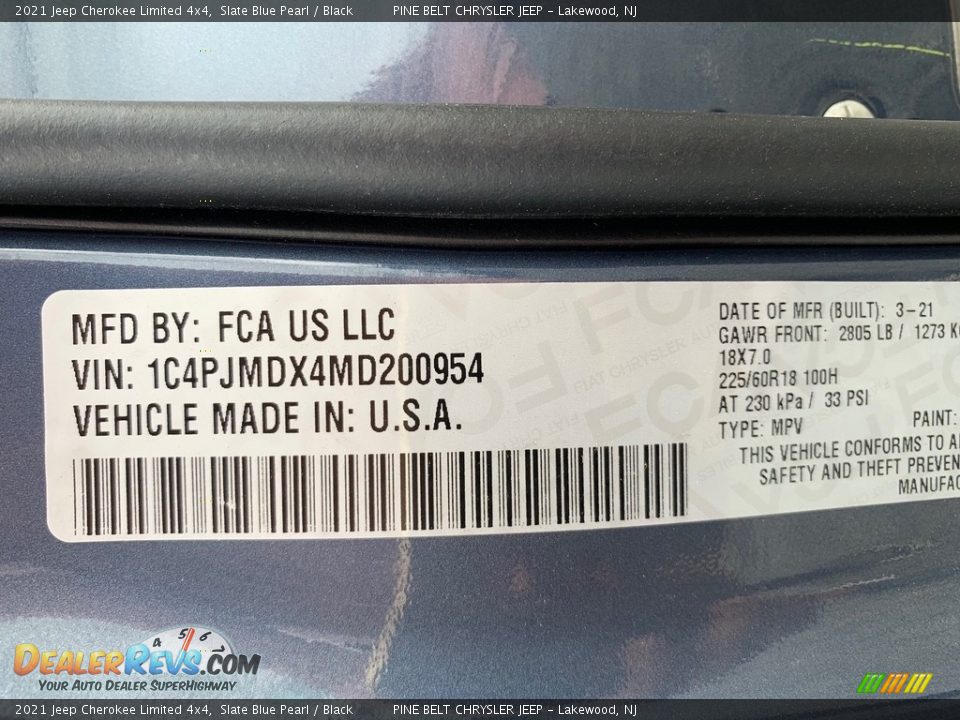 2021 Jeep Cherokee Limited 4x4, Slate Blue Pearl / Black PINE BELT CHRYSLER JEEP - Lakewood, NJ
MFD BY: FCA US LLC
VIN: 1C4PJMDX4MD200954
VEHICLE MADE IN: U.S.A.
DATE OF MFR (BUILT): 3-21
GAWR FRONT: 2805 LB / 1273 KG
18X7.0
225/60R18 100H
AT 230 kPa / 33 PSI
TYPE: MPV PAINT:
THIS VEHICLE CONFORMS TO A
SAFETY AND THEFT PREVEN
MANUFAC
4 5 6
DEALERREVS.COM
YOUR AUTO DEALER SUPERHIGHWAY
2021 Jeep Cherokee Limited 4x4, Slate Blue Pearl / Black PINE BELT CHRYSLER JEEP - Lakewood, NJ